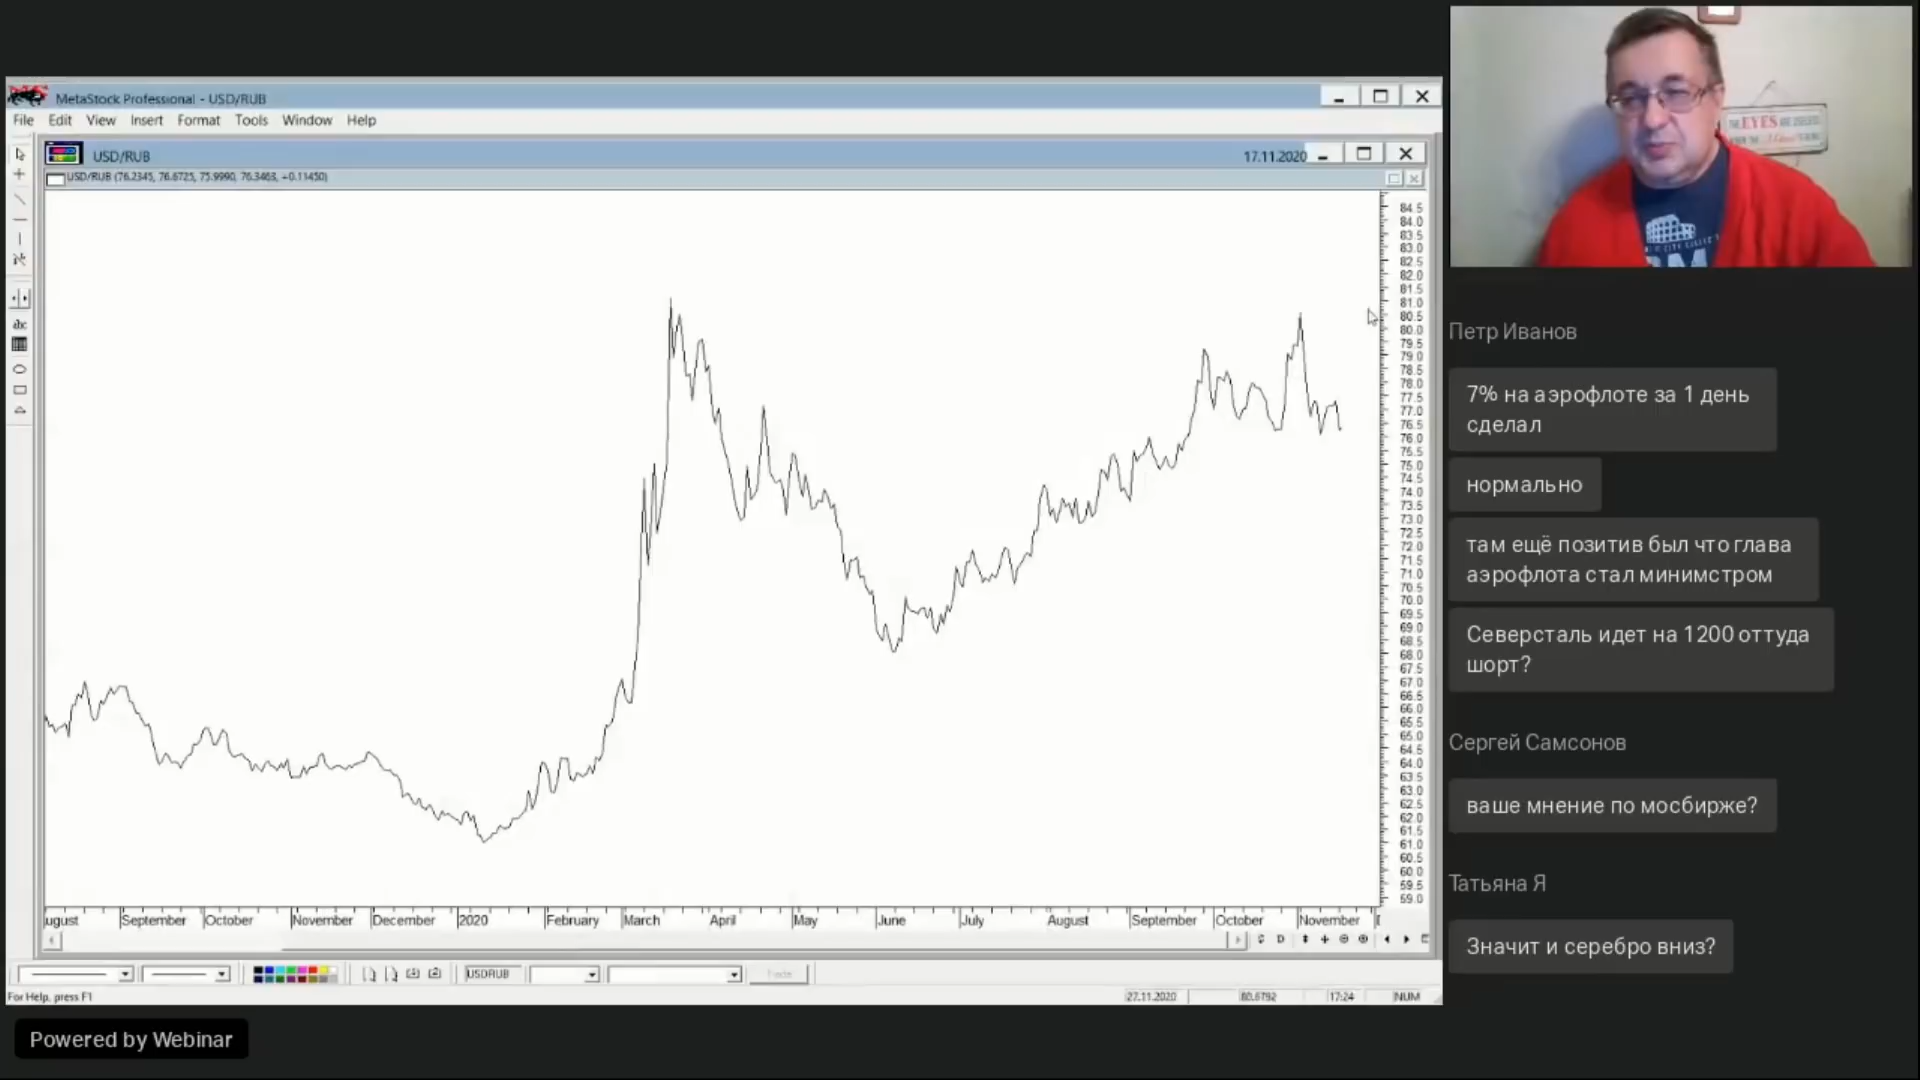 MetaStock Professional - USD/RUB
File Edit View Insert Format Tools Window Help
USD/RUB
17.11.2020
USD/RUB (76.2345, 76.6725, 75.9990, 76.3463, +0.11450)
84.5
84.0
83.5
83.0
82.5
82.0
81.5
81.0
80.5
80.0
79.5
79.0
78.5
78.0
77.5
77.0
76.5
76.0
75.5
75.0
74.5
74.0
73.5
73.0
72.5
72.0
71.5
71.0
70.5
70.0
69.5
69.0
68.5
68.0
67.5
67.0
66.5
66.0
65.5
65.0
64.5
64.0
63.5
63.0
62.5
62.0
61.5
61.0
60.5
60.0
59.5
59.0
abc
ugust September October November December 2020 February March April May June July August September October November
USDRUB
Trade
For Help, press F1
27.11.2020 80.6792 17:24 NUM
Powered by Webinar
EYES
Петр Иванов
7% на аэрофлоте за 1 день
сделал
нормально
там ещё позитив был что глава
аэрофлота стал минимстром
Северсталь идет на 1200 оттуда
шорт?
Сергей Самсонов
ваше мнение по мосбирже?
Татьяна Я
Значит и серебро вниз?